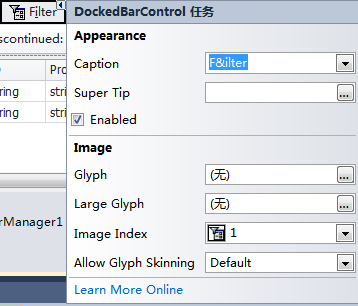 Filter
DockedBarControl 任务
Appearance
Caption F&ilter
Super Tip ...
Enabled
Image
Glyph (无) ...
Large Glyph (无) ...
Image Index 1
Allow Glyph Skinning Default
Learn More Online
scontinued:
Pro
ring stri
ring stri
rManager1